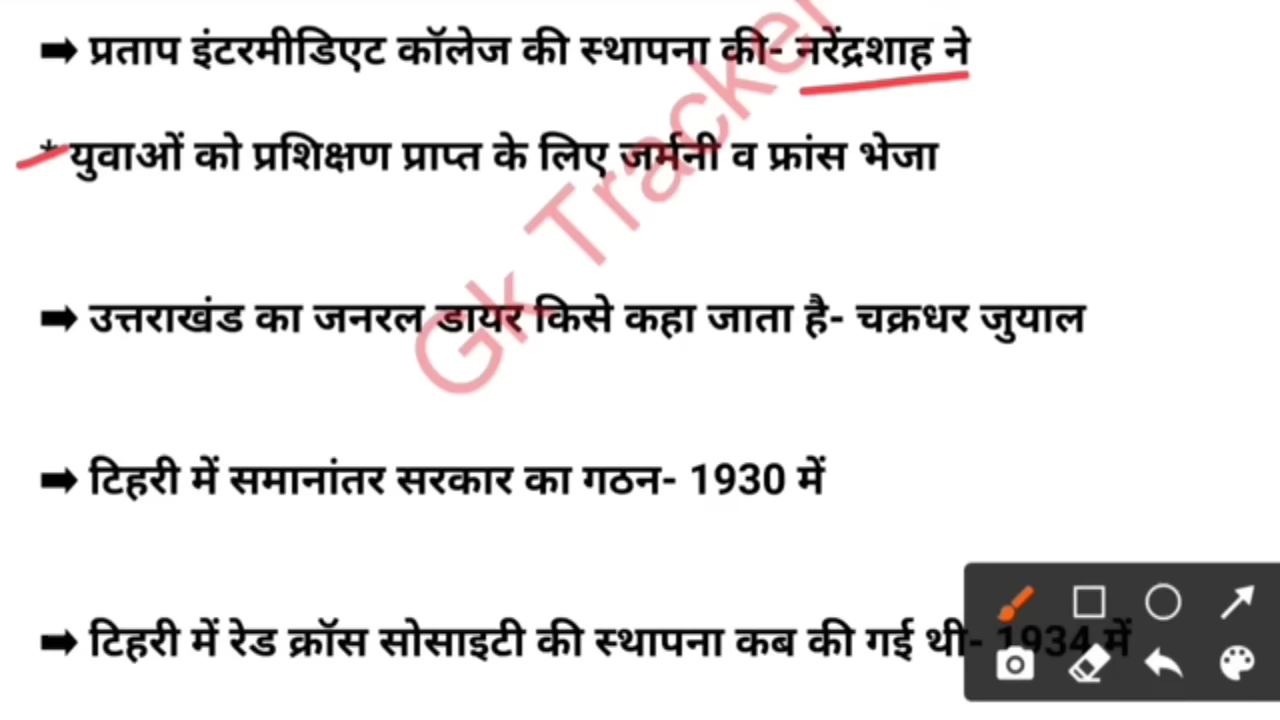 ➡ प्रताप इंटरमीडिएट कॉलेज की स्थापना की- नरेंद्रशाह ने
* युवाओं को प्रशिक्षण प्राप्त के लिए जर्मनी व फ्रांस भेजा
➡ उत्तराखंड का जनरल डायर किसे कहा जाता है- चक्रधर जुयाल
➡ टिहरी में समानांतर सरकार का गठन- 1930 में
➡ टिहरी में रेड क्रॉस सोसाइटी की स्थापना कब की गई थी- 1934 में
Gk Tracker